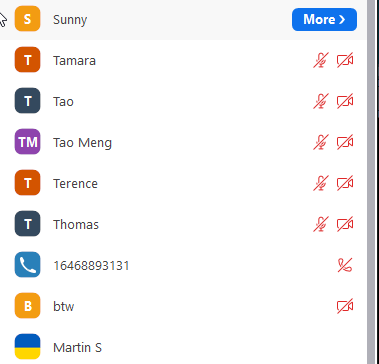 S Sunny More >
T Tamara
T Tao
TM Tao Meng
T Terence
T Thomas
16468893131
B btw
Martin S